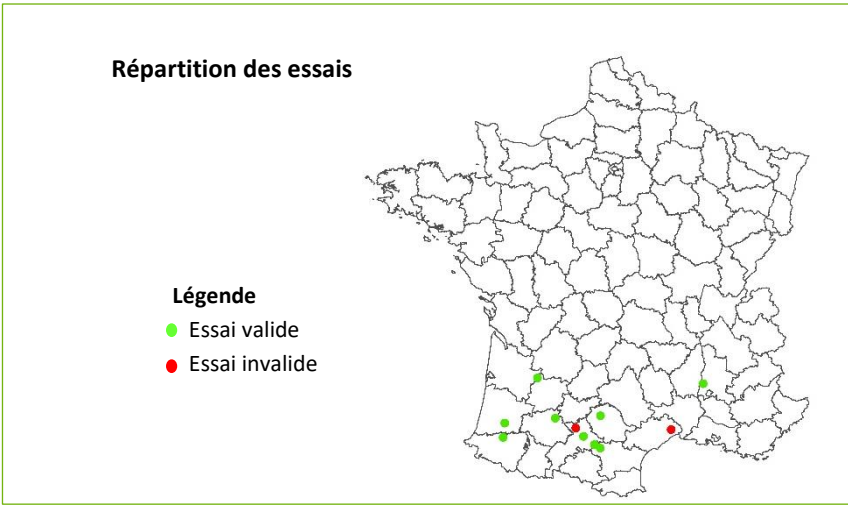 Répartition des essais
Légende
Essai valide
Essai invalide